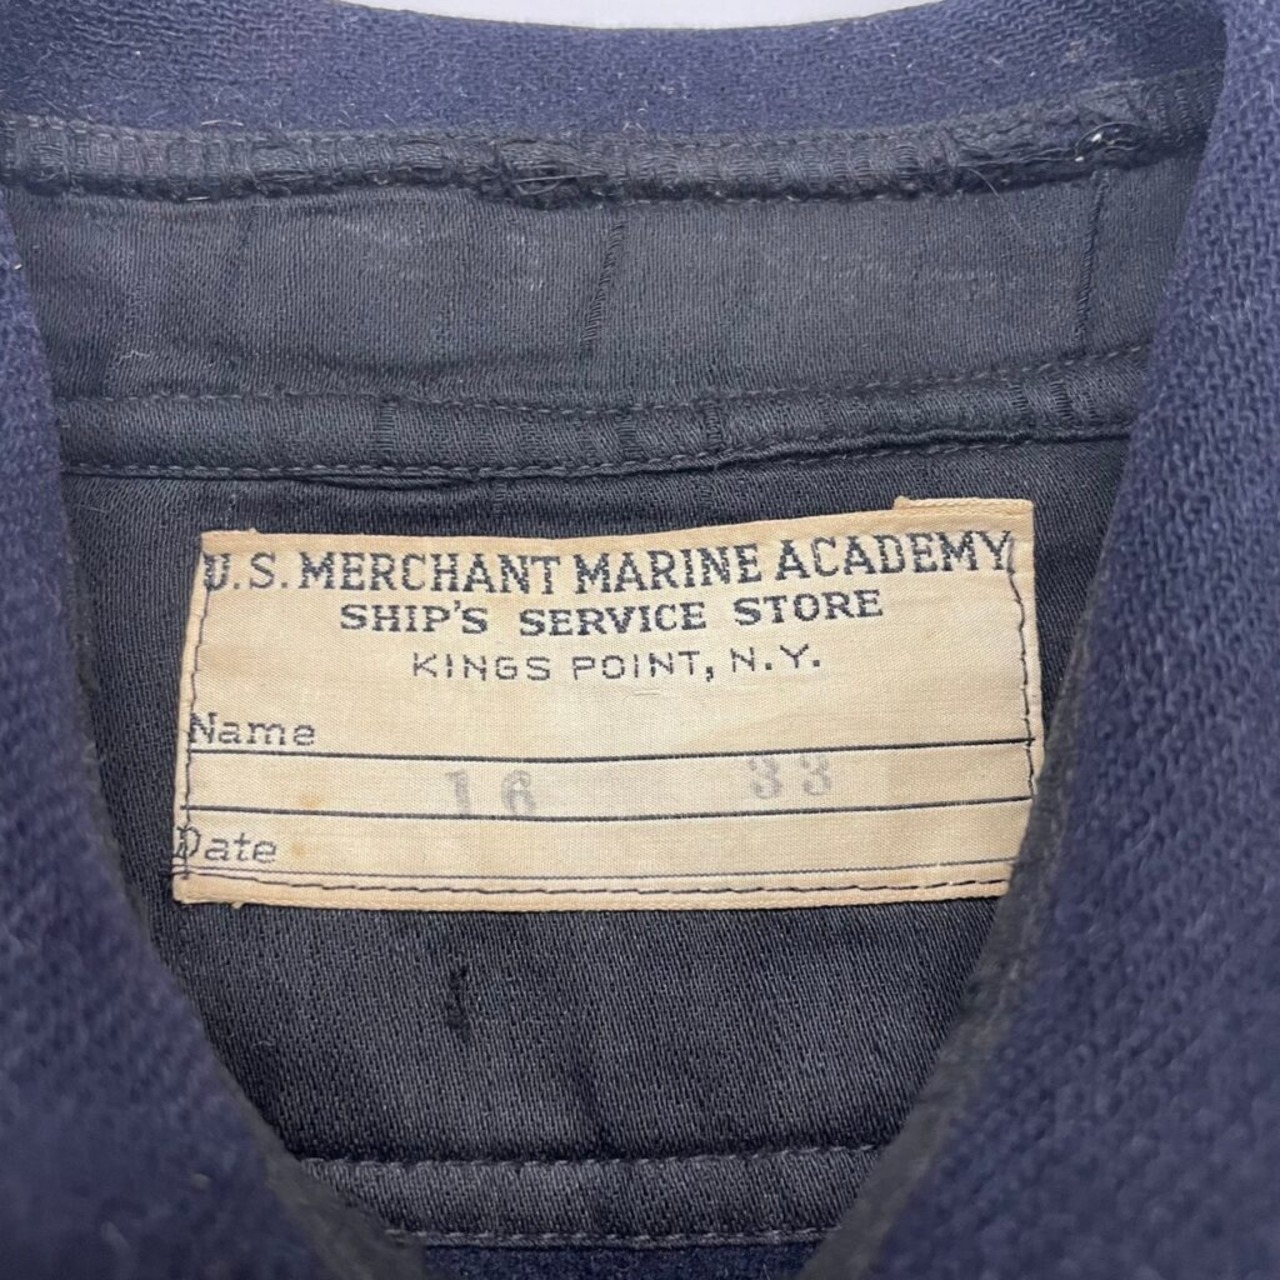 U.S. MERCHANT MARINE ACADEMY
SHIP'S SERVICE STORE
KINGS POINT, N.Y.
Name
16 33
Date